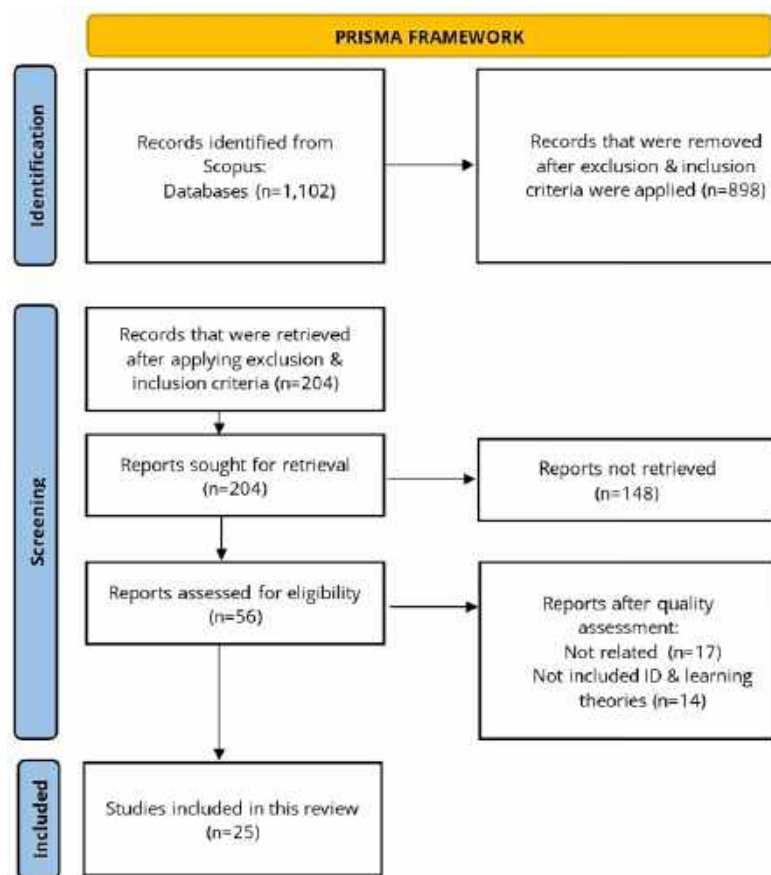 PRISMA FRAMEWORK
Identification
Records identified from
Scopus:
Databases (n=1,102)
Records that were removed
after exclusion & inclusion
criteria were applied (n=898)
Screening
Records that were retrieved
after applying exclusion &
inclusion criteria (n=204)
Reports sought for retrieval
(n=204)
Reports not retrieved
(n=148)
Reports assessed for eligibility
(n=56)
Reports after quality
assessment:
Not related (n=17)
Not included ID & learning
theories (n=14)
Included
Studies included in this review
(n=25)